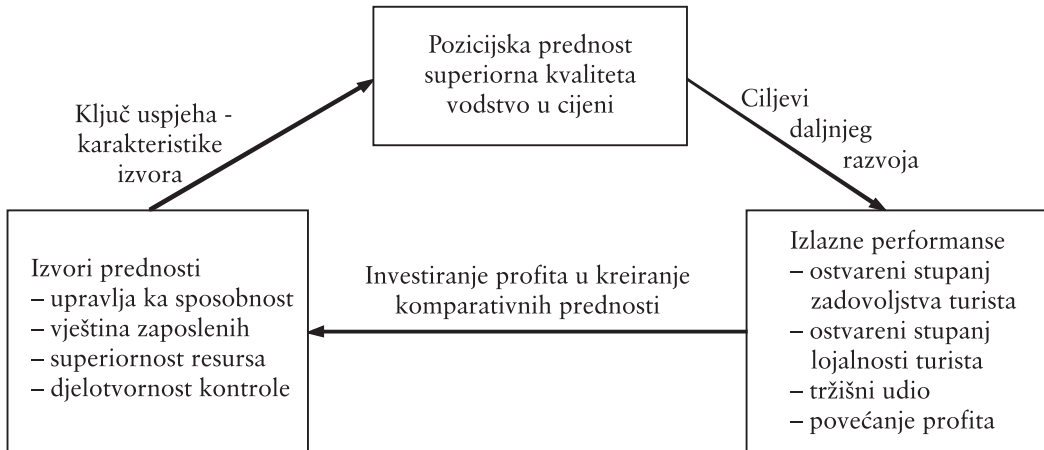 Pozicijska prednost
superiorna kvaliteta
vodstvo u cijeni
Ključ uspjeha -
karakteristike
izvora
Ciljevi
daljnjeg
razvoja
Izvori prednosti
– upravlja ka sposobnost
– vještina zaposlenih
– superiornost resursa
– djelotvornost kontrole
Investiranje profita u kreiranje
komparativnih prednosti
Izlazne performanse
– ostvareni stupanj
zadovoljstva turista
– ostvareni stupanj
lojalnosti turista
– tržišni udio
– povećanje profita